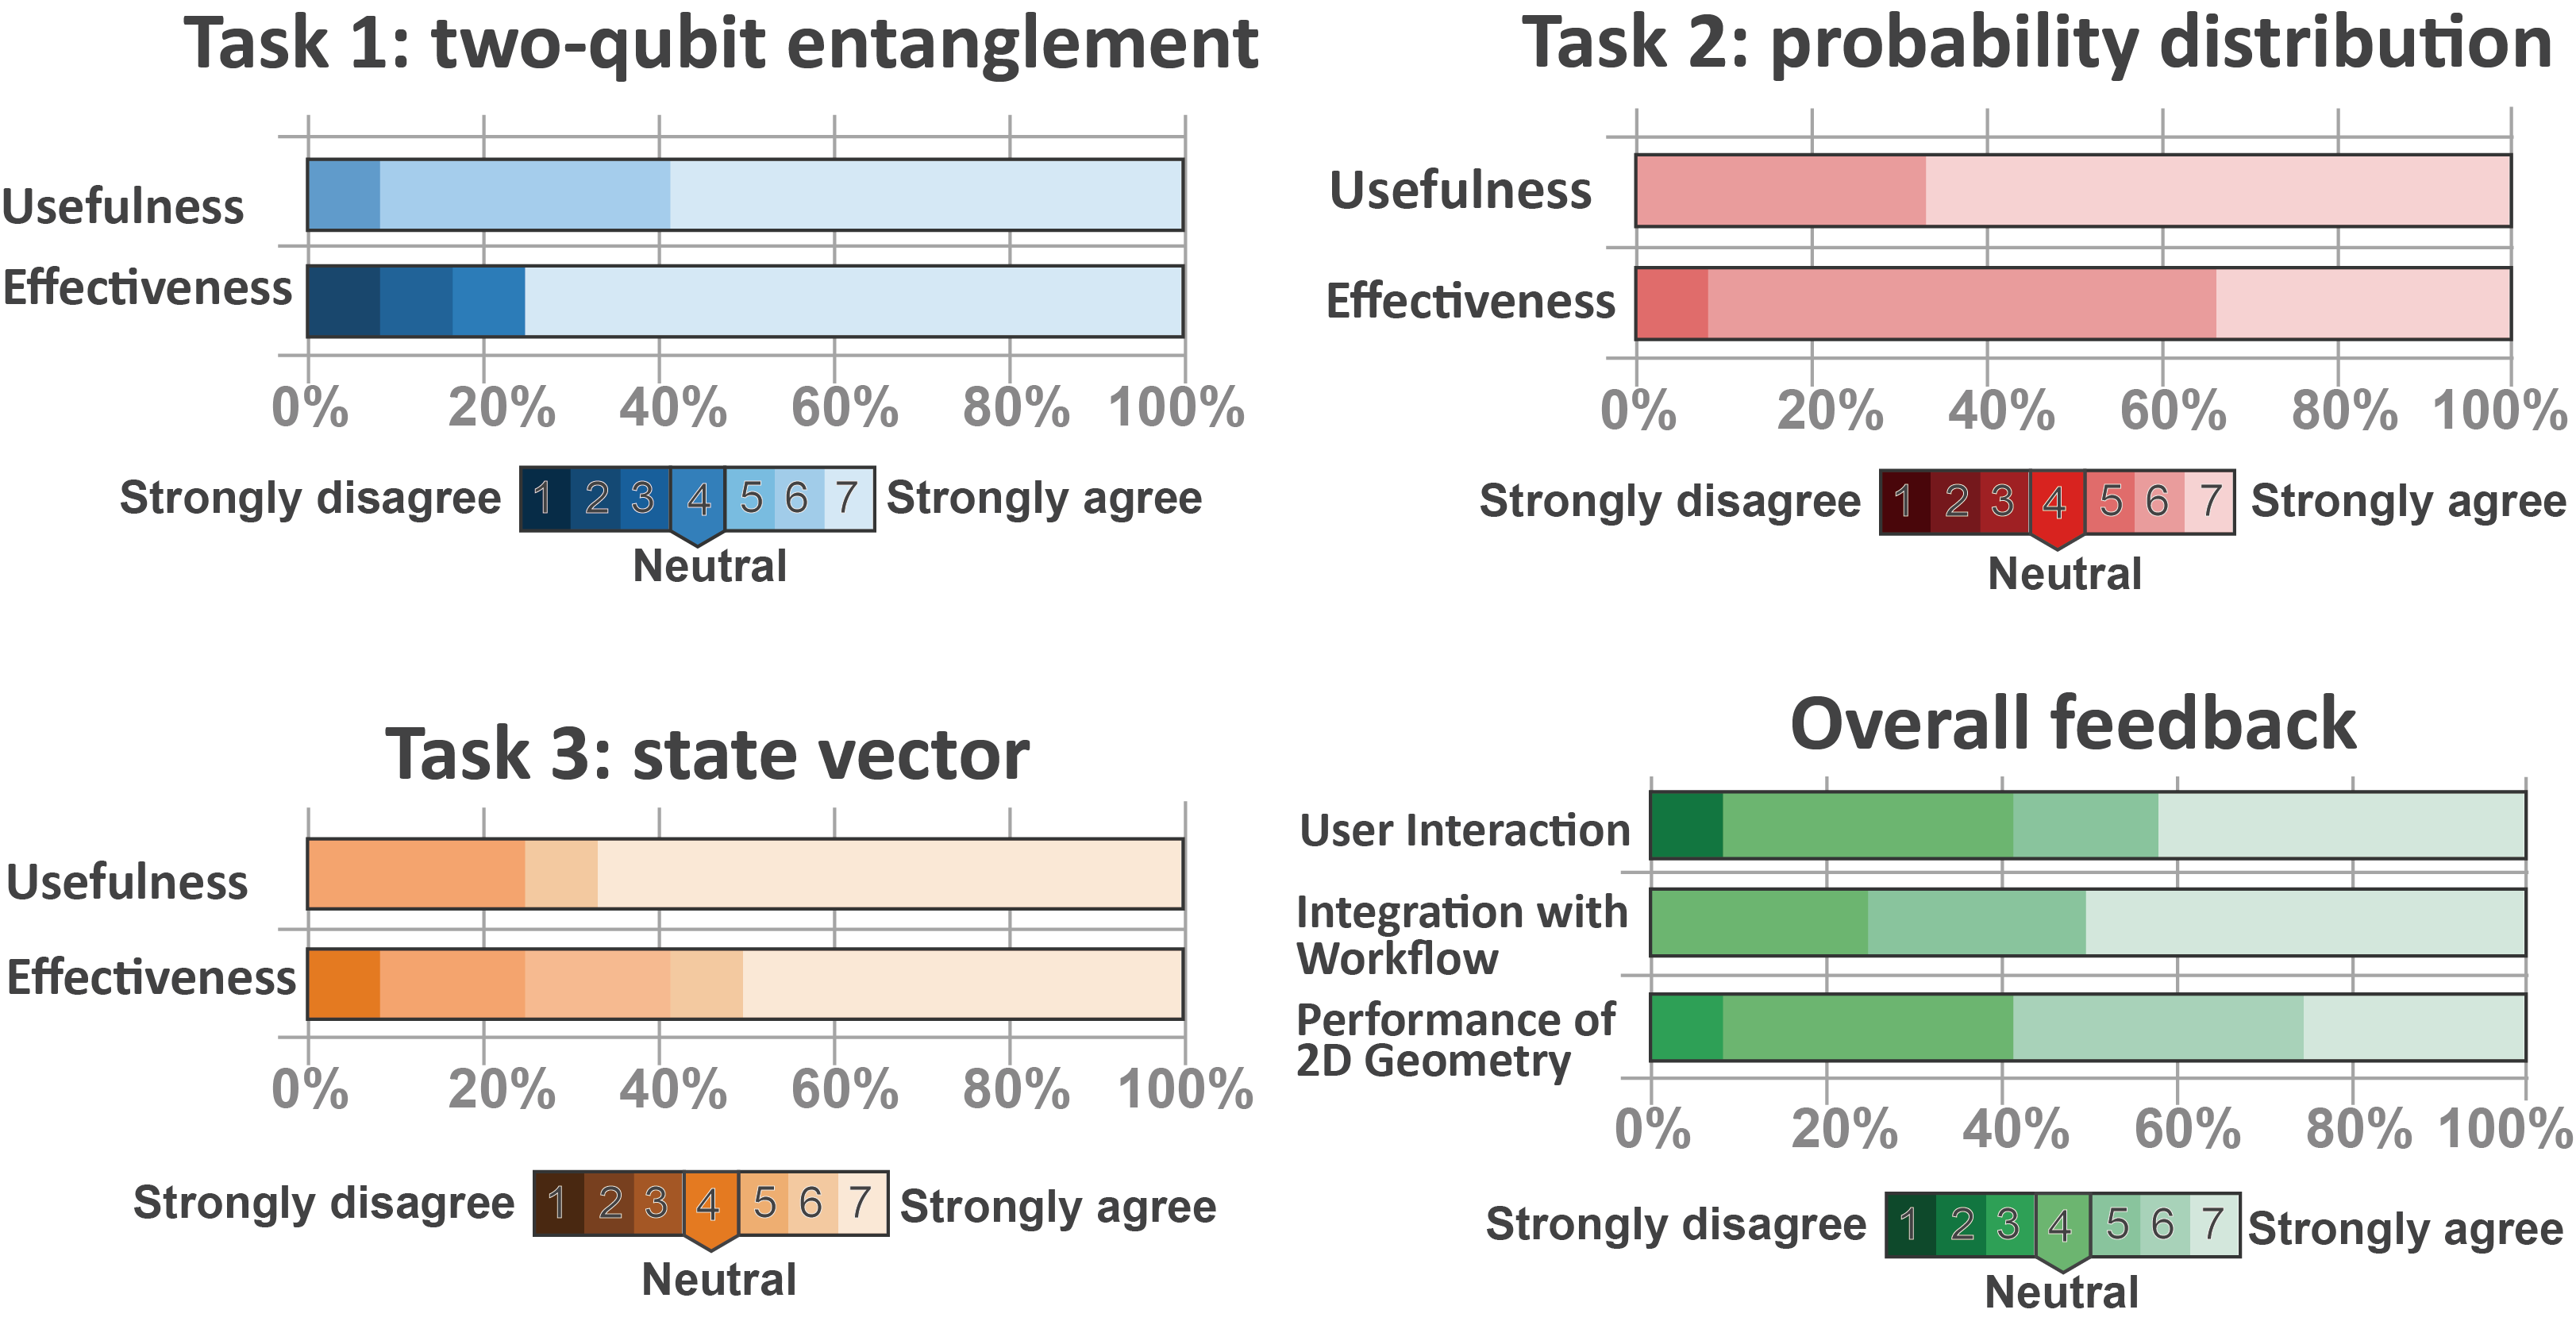 Task 1: two-qubit entanglement
Usefulness
Effectiveness
0% 20% 40% 60% 80% 100%
Strongly disagree 1 2 3 4 5 6 7 Strongly agree
Neutral
Task 2: probability distribution
Usefulness
Effectiveness
0% 20% 40% 60% 80% 100%
Strongly disagree 1 2 3 4 5 6 7 Strongly agree
Neutral
Task 3: state vector
Usefulness
Effectiveness
0% 20% 40% 60% 80% 100%
Strongly disagree 1 2 3 4 5 6 7 Strongly agree
Neutral
Overall feedback
User Interaction
Integration with
Workflow
Performance of
2D Geometry
0% 20% 40% 60% 80% 100%
Strongly disagree 1 2 3 4 5 6 7 Strongly agree
Neutral